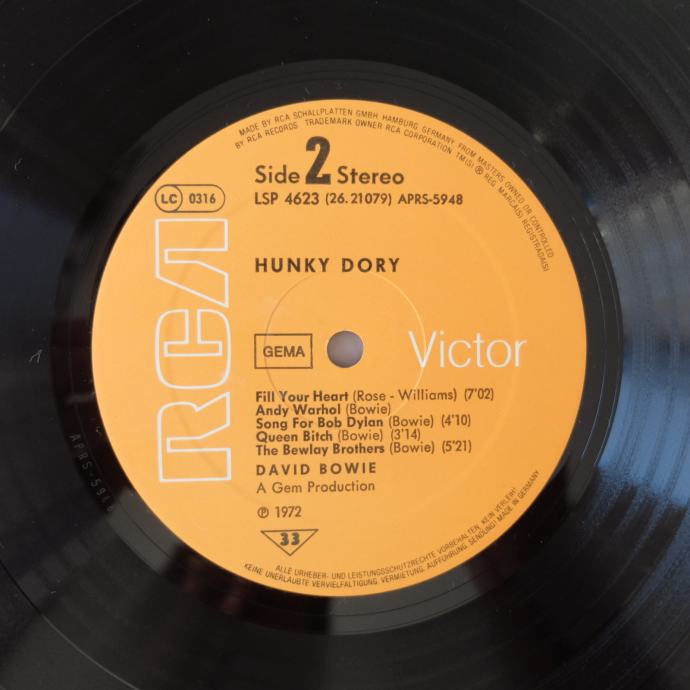 MADE BY RCA SCHALLPLATTEN GMBH HAMBURG, GERMANY FROM MASTERS OWNED OR CONTROLLED
BY RCA RECORDS TRADEMARK OWNER RCA CORPORATION TM(S) ® REG MARCA(S) REGISTRADA(S)
Side 2 Stereo
LC 0316
LSP 4623 (26.21079) APRS-5948
RCA
HUNKY DORY
GEMA
Victor
Fill Your Heart (Rose - Williams) (7'02)
Andy Warhol (Bowie)
Song For Bob Dylan (Bowie) (4'10)
Queen Bitch (Bowie) (3'14)
The Bewlay Brothers (Bowie) (5'21)
DAVID BOWIE
A Gem Production
℗ 1972
33
ALLE URHEBER- UND LEISTUNGSSCHUTZRECHTE VORBEHALTEN, KEIN VERLEIH!
KEINE UNERLAUBTE VERVIELFÄLTIGUNG, VERMIETUNG, AUFFÜHRUNG, SENDUNG! MADE IN GERMANY